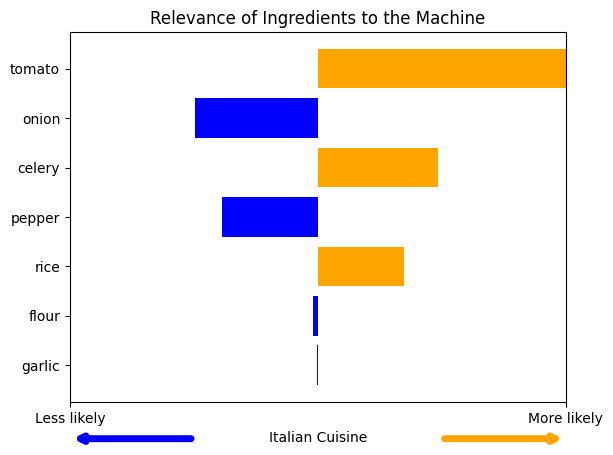 Relevance of Ingredients to the Machine
tomato
onion
celery
pepper
rice
flour
garlic
Less likely
More likely
Italian Cuisine